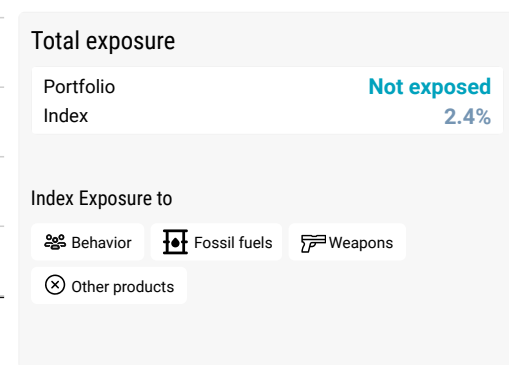 Total exposure
Portfolio Not exposed
Index 2.4%
Index Exposure to
Behavior Fossil fuels Weapons
Other products